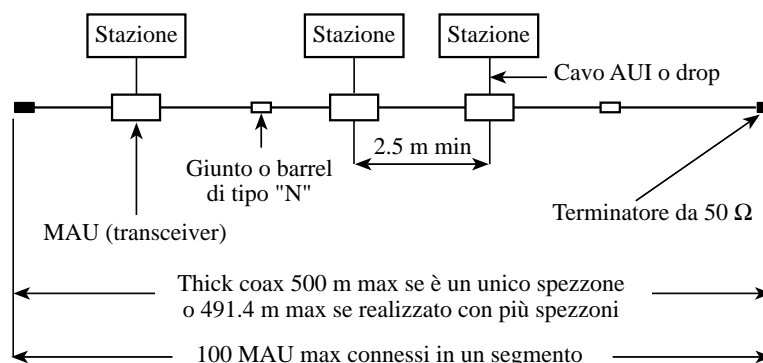 Stazione
Stazione
Stazione
Cavo AUI o drop
2.5 m min
Giunto o barrel
di tipo "N"
MAU (transceiver)
Terminatore da 50 Ω
Thick coax 500 m max se è un unico spezzone
o 491.4 m max se realizzato con più spezzoni
100 MAU max connessi in un segmento